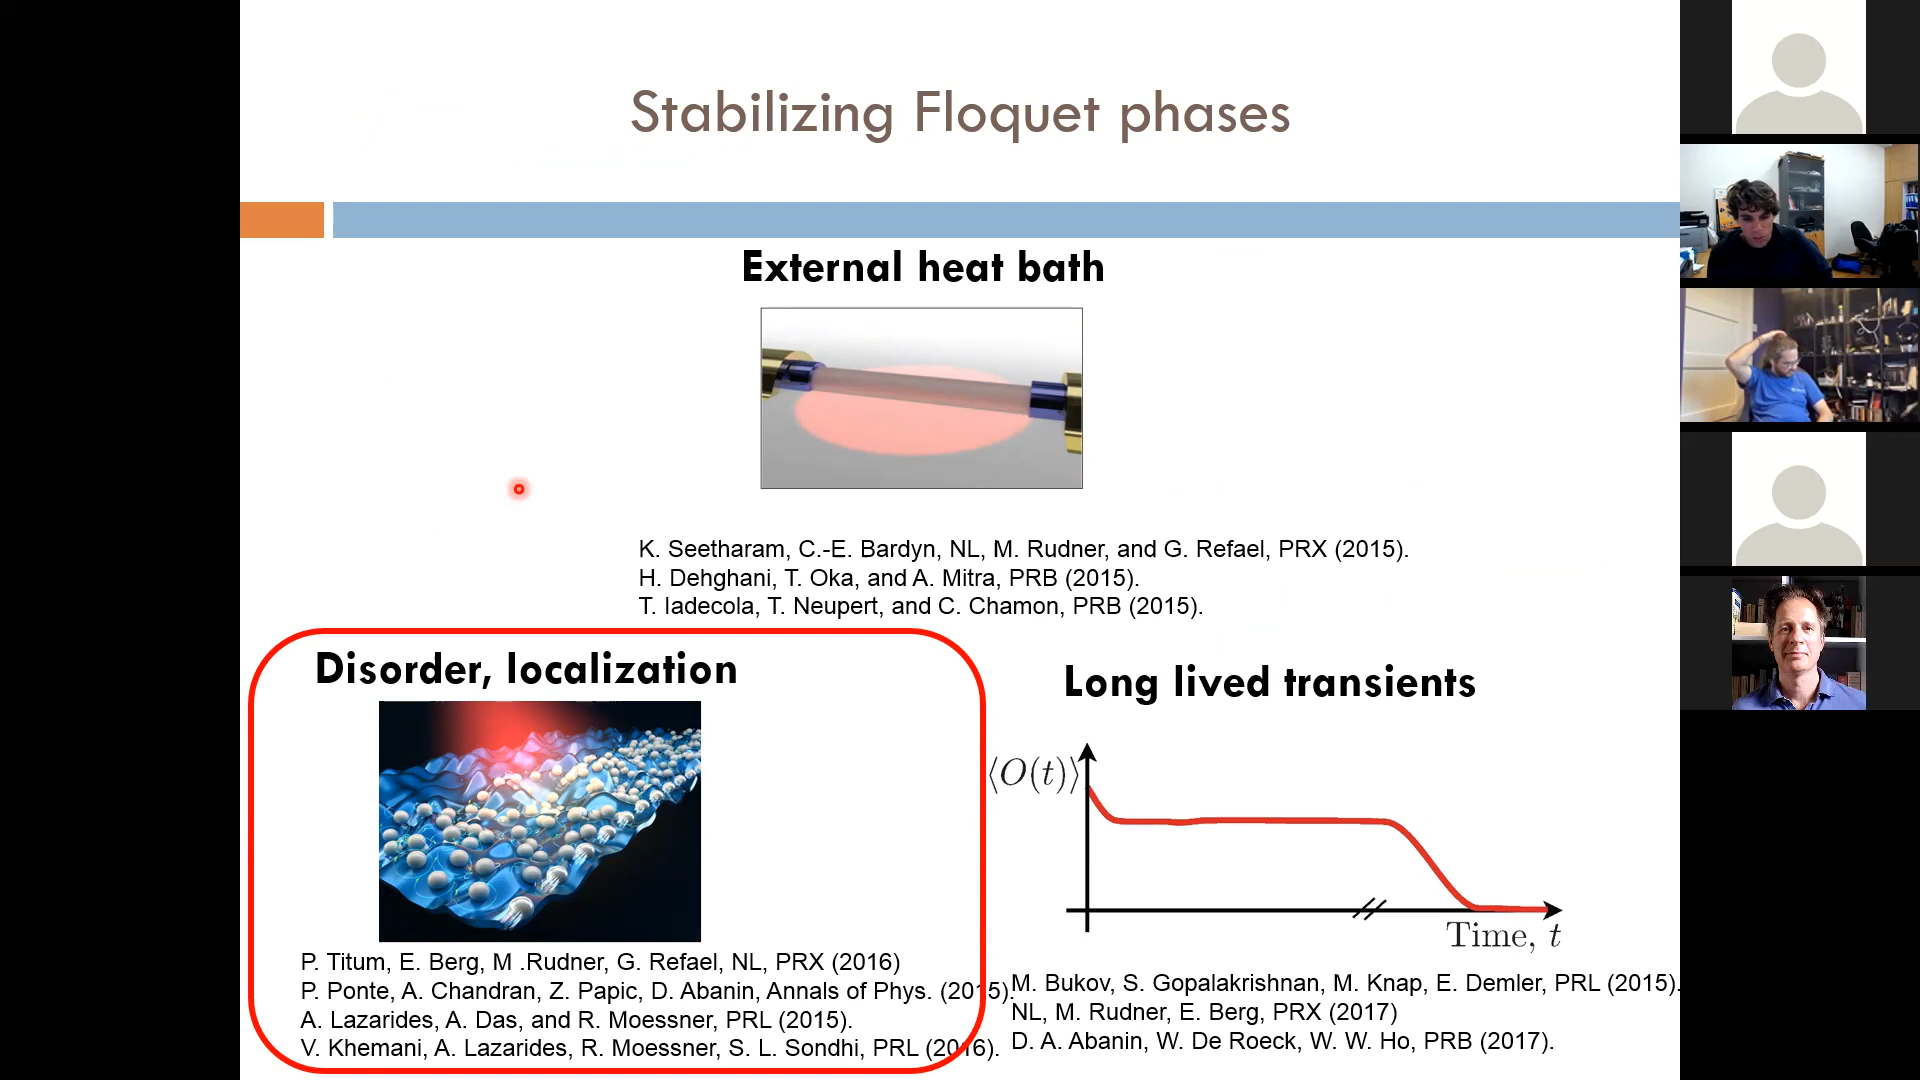 Stabilizing Floquet phases
External heat bath
K. Seetharam, C.-E. Bardyn, NL, M. Rudner, and G. Refael, PRX (2015).
H. Dehghani, T. Oka, and A. Mitra, PRB (2015).
T. Iadecola, T. Neupert, and C. Chamon, PRB (2015).
Disorder, localization
P. Titum, E. Berg, M .Rudner, G. Refael, NL, PRX (2016)
P. Ponte, A. Chandran, Z. Papic, D. Abanin, Annals of Phys. (2015).
A. Lazarides, A. Das, and R. Moessner, PRL (2015).
V. Khemani, A. Lazarides, R. Moessner, S. L. Sondhi, PRL (2016).
Long lived transients
⟨O(t)⟩
Time, t
M. Bukov, S. Gopalakrishnan, M. Knap, E. Demler, PRL (2015).
NL, M. Rudner, E. Berg, PRX (2017)
D. A. Abanin, W. De Roeck, W. W. Ho, PRB (2017).